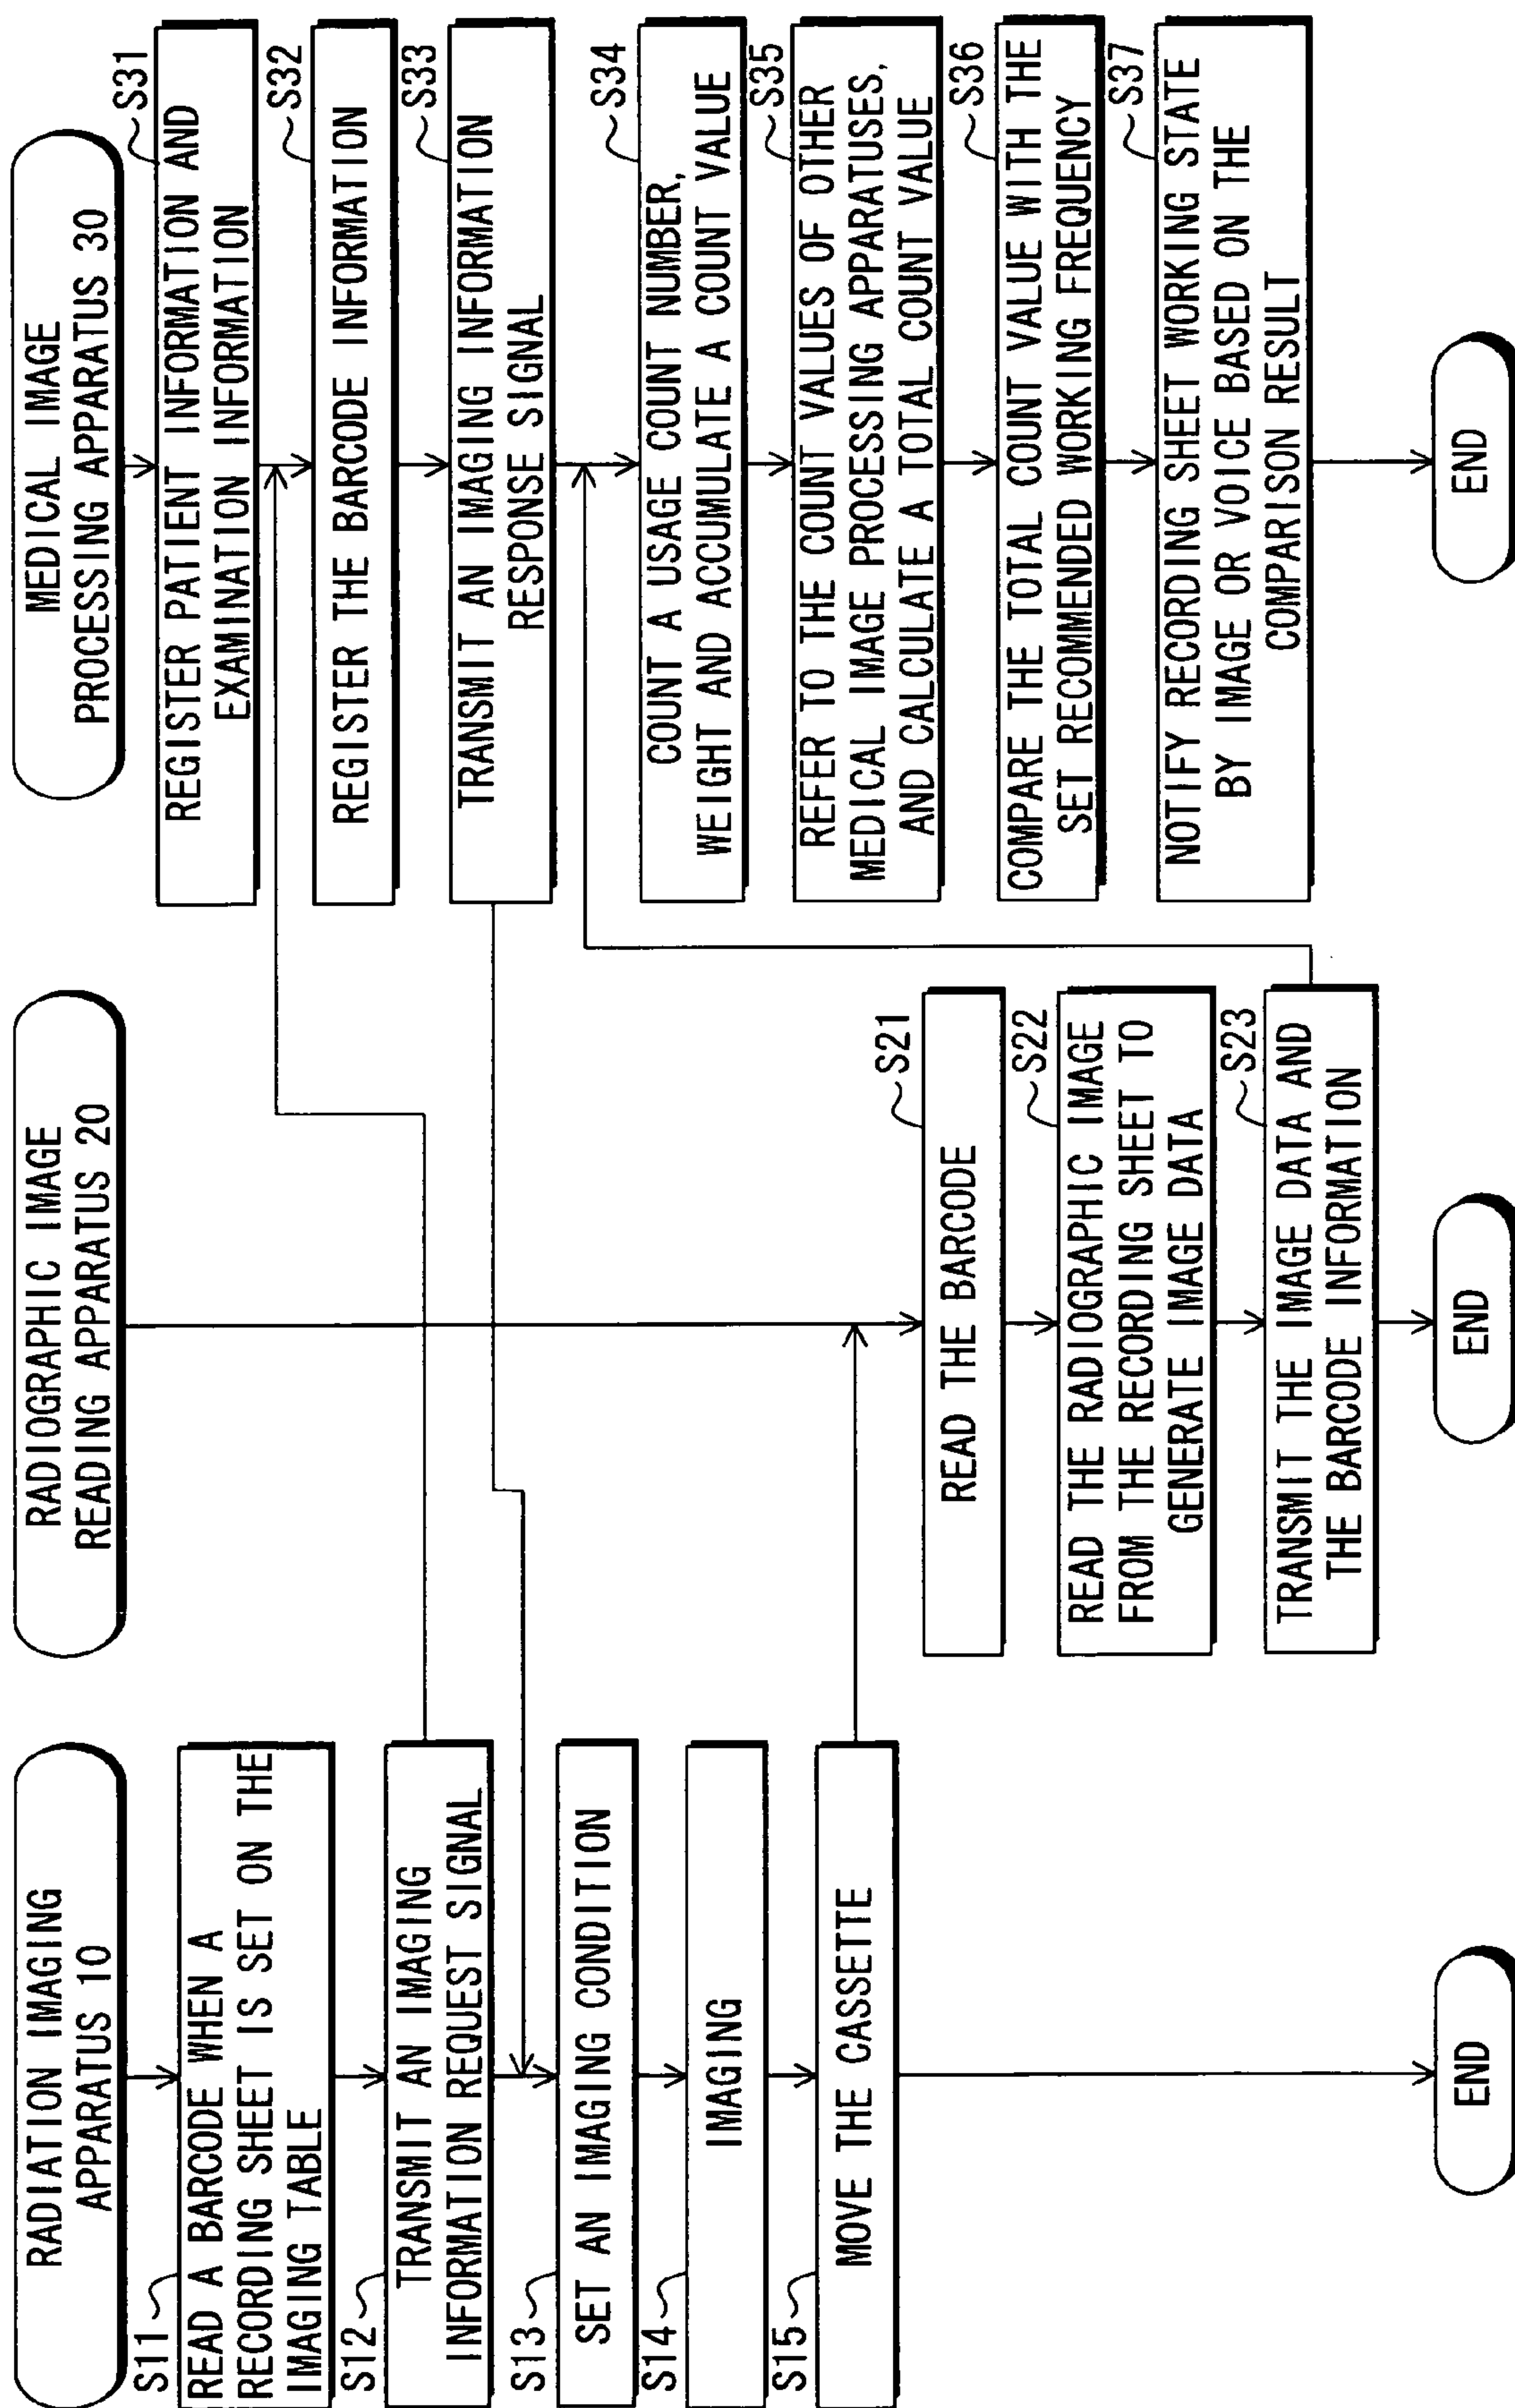 RADIATION IMAGING
APPARATUS 10
S11
READ A BARCODE WHEN A
RECORDING SHEET IS SET ON THE
IMAGING TABLE
S12
TRANSMIT AN IMAGING
INFORMATION REQUEST SIGNAL
S13
SET AN IMAGING CONDITION
S14
IMAGING
S15
MOVE THE CASSETTE
END
RADIOGRAPHIC IMAGE
READING APPARATUS 20
S21
READ THE BARCODE
S22
READ THE RADIOGRAPHIC IMAGE
FROM THE RECORDING SHEET TO
GENERATE IMAGE DATA
S23
TRANSMIT THE IMAGE DATA AND
THE BARCODE INFORMATION
END
MEDICAL IMAGE
PROCESSING APPARATUS 30
S31
REGISTER PATIENT INFORMATION AND
EXAMINATION INFORMATION
S32
REGISTER THE BARCODE INFORMATION
S33
TRANSMIT AN IMAGING INFORMATION
RESPONSE SIGNAL
S34
COUNT A USAGE COUNT NUMBER,
WEIGHT AND ACCUMULATE A COUNT VALUE
S35
REFER TO THE COUNT VALUES OF OTHER
MEDICAL IMAGE PROCESSING APPARATUSES,
AND CALCULATE A TOTAL COUNT VALUE
S36
COMPARE THE TOTAL COUNT VALUE WITH THE
SET RECOMMENDED WORKING FREQUENCY
S37
NOTIFY RECORDING SHEET WORKING STATE
BY IMAGE OR VOICE BASED ON THE
COMPARISON RESULT
END